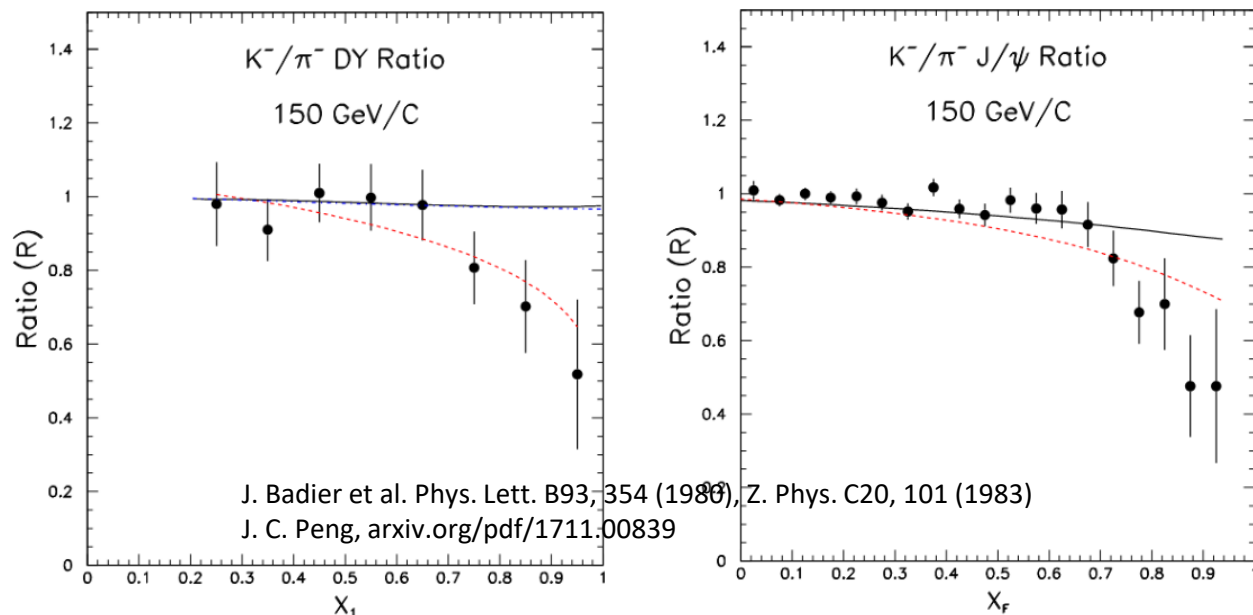 K⁻/π⁻ DY Ratio
150 GeV/C
Ratio (R)
1.4
1.2
1
0.8
0.6
0.4
0.2
0
0 0.1 0.2 0.3 0.4 0.5 0.6 0.7 0.8 0.9 1
X₁
K⁻/π⁻ J/ψ Ratio
150 GeV/C
Ratio (R)
1.4
1.2
1
0.8
0.6
0.4
0
0 0.1 0.2 0.3 0.4 0.5 0.6 0.7 0.8 0.9 1
X_F
J. Badier et al. Phys. Lett. B93, 354 (1980), Z. Phys. C20, 101 (1983)
J. C. Peng, arxiv.org/pdf/1711.00839